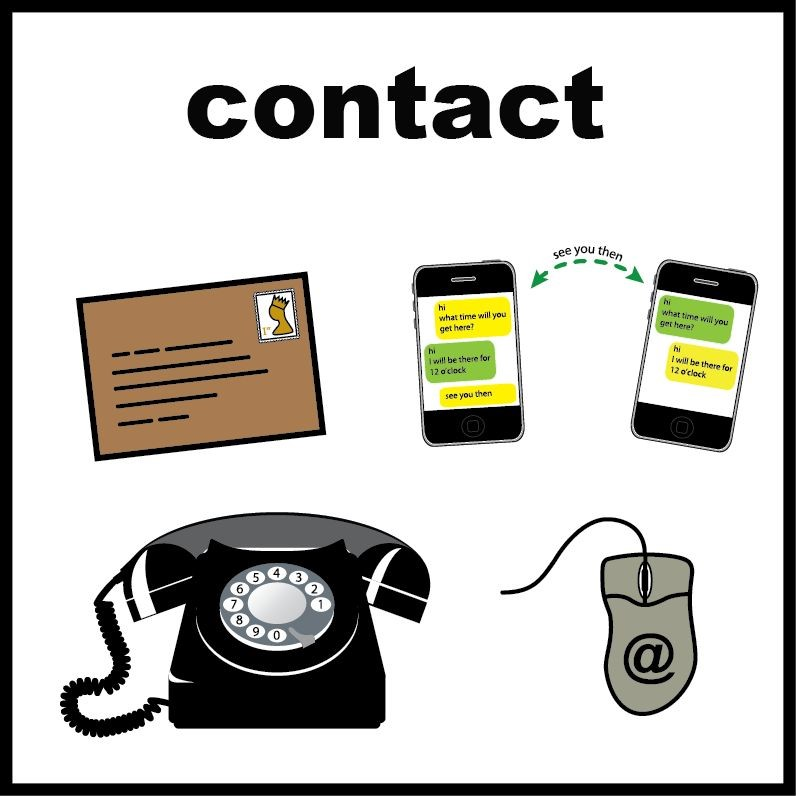 contact
see you then
1st
hi
what time will you
get here?
hi
I will be there for
12 o'clock
see you then
hi
what time will you
get here?
hi
I will be there for
12 o'clock
5 4 3
6 2
7 1
8
9 0
@